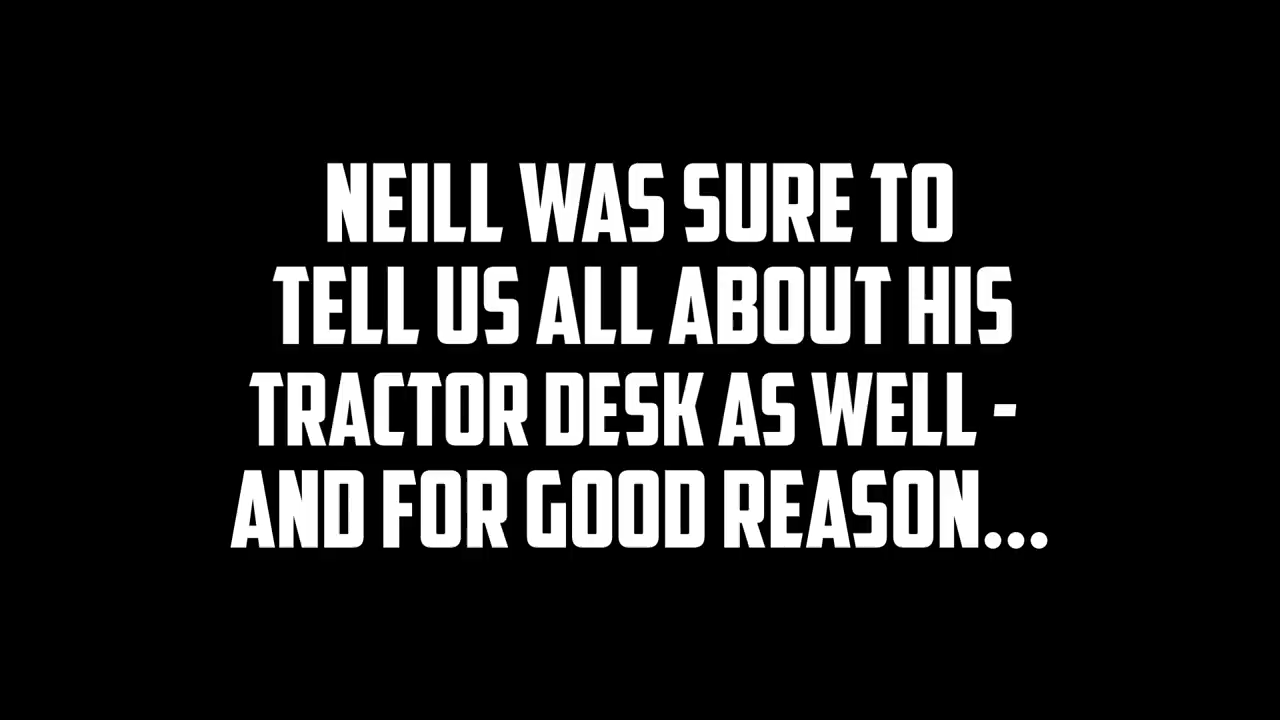 NEILL WAS SURE TO
TELL US ALL ABOUT HIS
TRACTOR DESK AS WELL -
AND FOR GOOD REASON...